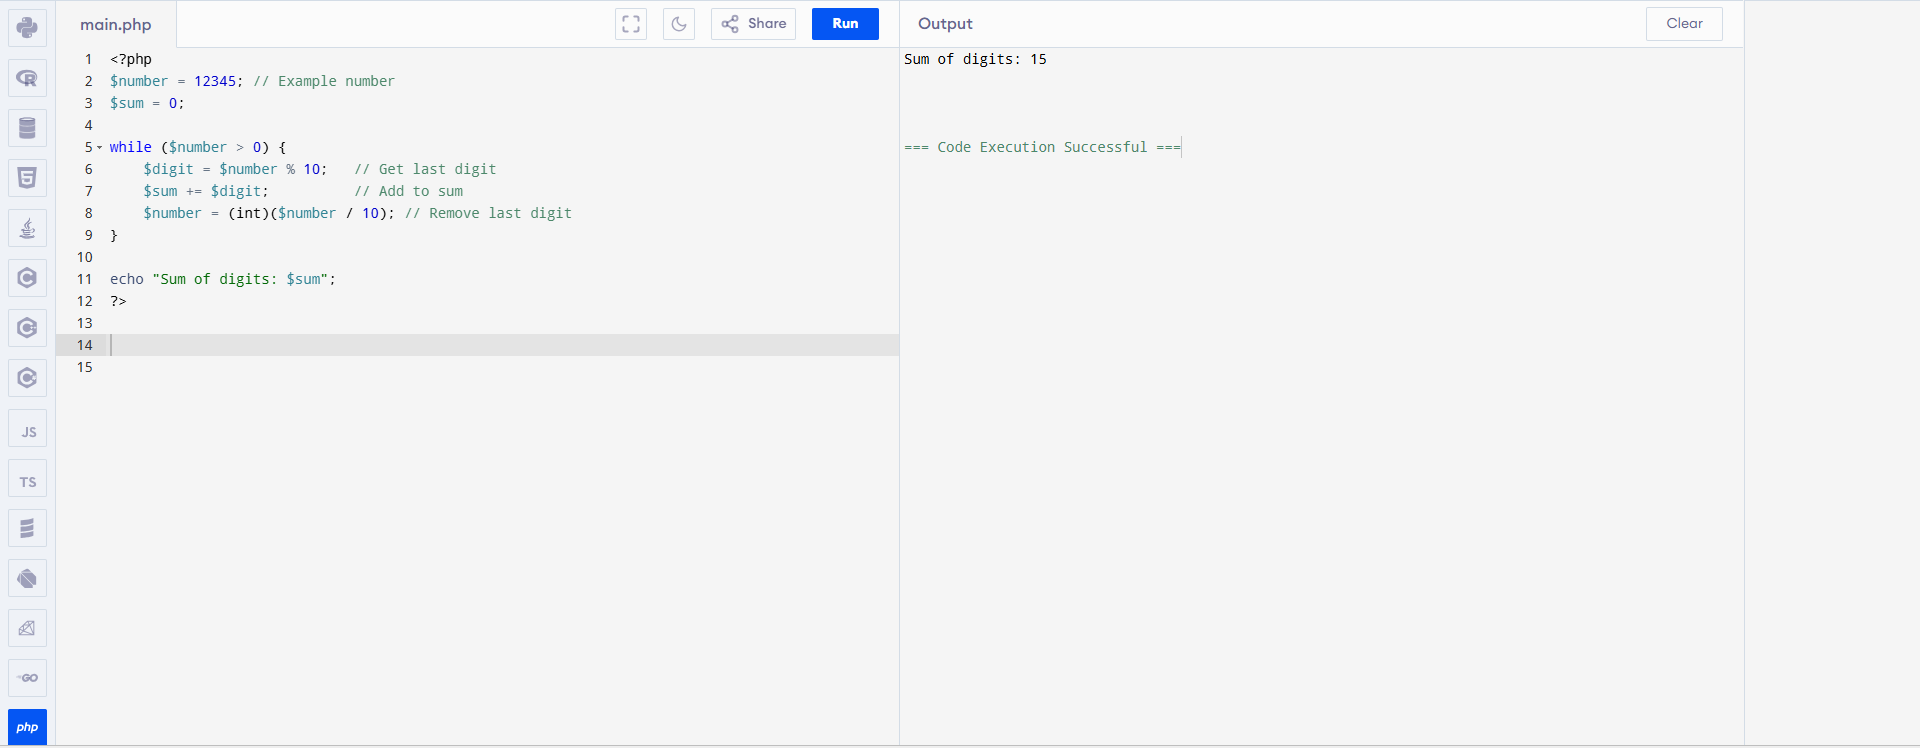 main.php
Share
Run
Output
Clear
1 <?php
2 $number = 12345; // Example number
3 $sum = 0;
4
5 while ($number > 0) {
6     $digit = $number % 10;   // Get last digit
7     $sum += $digit;          // Add to sum
8     $number = (int)($number / 10); // Remove last digit
9 }
10
11 echo "Sum of digits: $sum";
12 ?>
13
14
15
Sum of digits: 15
=== Code Execution Successful ===
JS
TS
GO
php